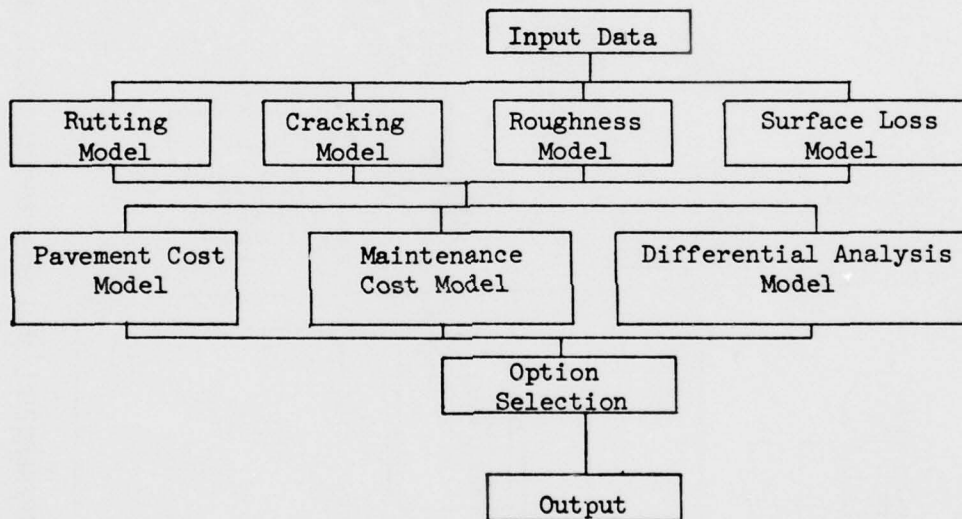 Input Data
Rutting
Model
Cracking
Model
Roughness
Model
Surface Loss
Model
Pavement Cost
Model
Maintenance
Cost Model
Differential Analysis
Model
Option
Selection
Output